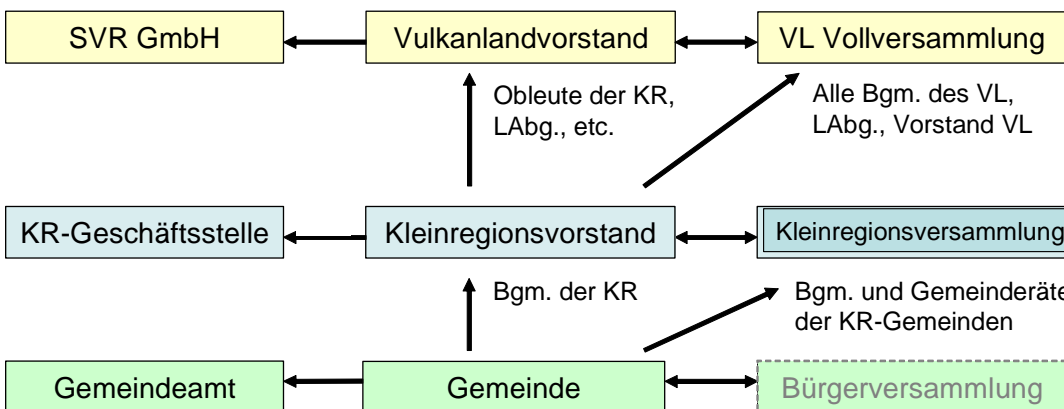 SVR GmbH
Vulkanlandvorstand
VL Vollversammlung
Obleute der KR,
LAbg., etc.
Alle Bgm. des VL,
LAbg., Vorstand VL
KR-Geschäftsstelle
Kleinregionsvorstand
Kleinregionsversammlung
Bgm. der KR
Bgm. und Gemeinderäte
der KR-Gemeinden
Gemeindeamt
Gemeinde
Bürgerversammlung